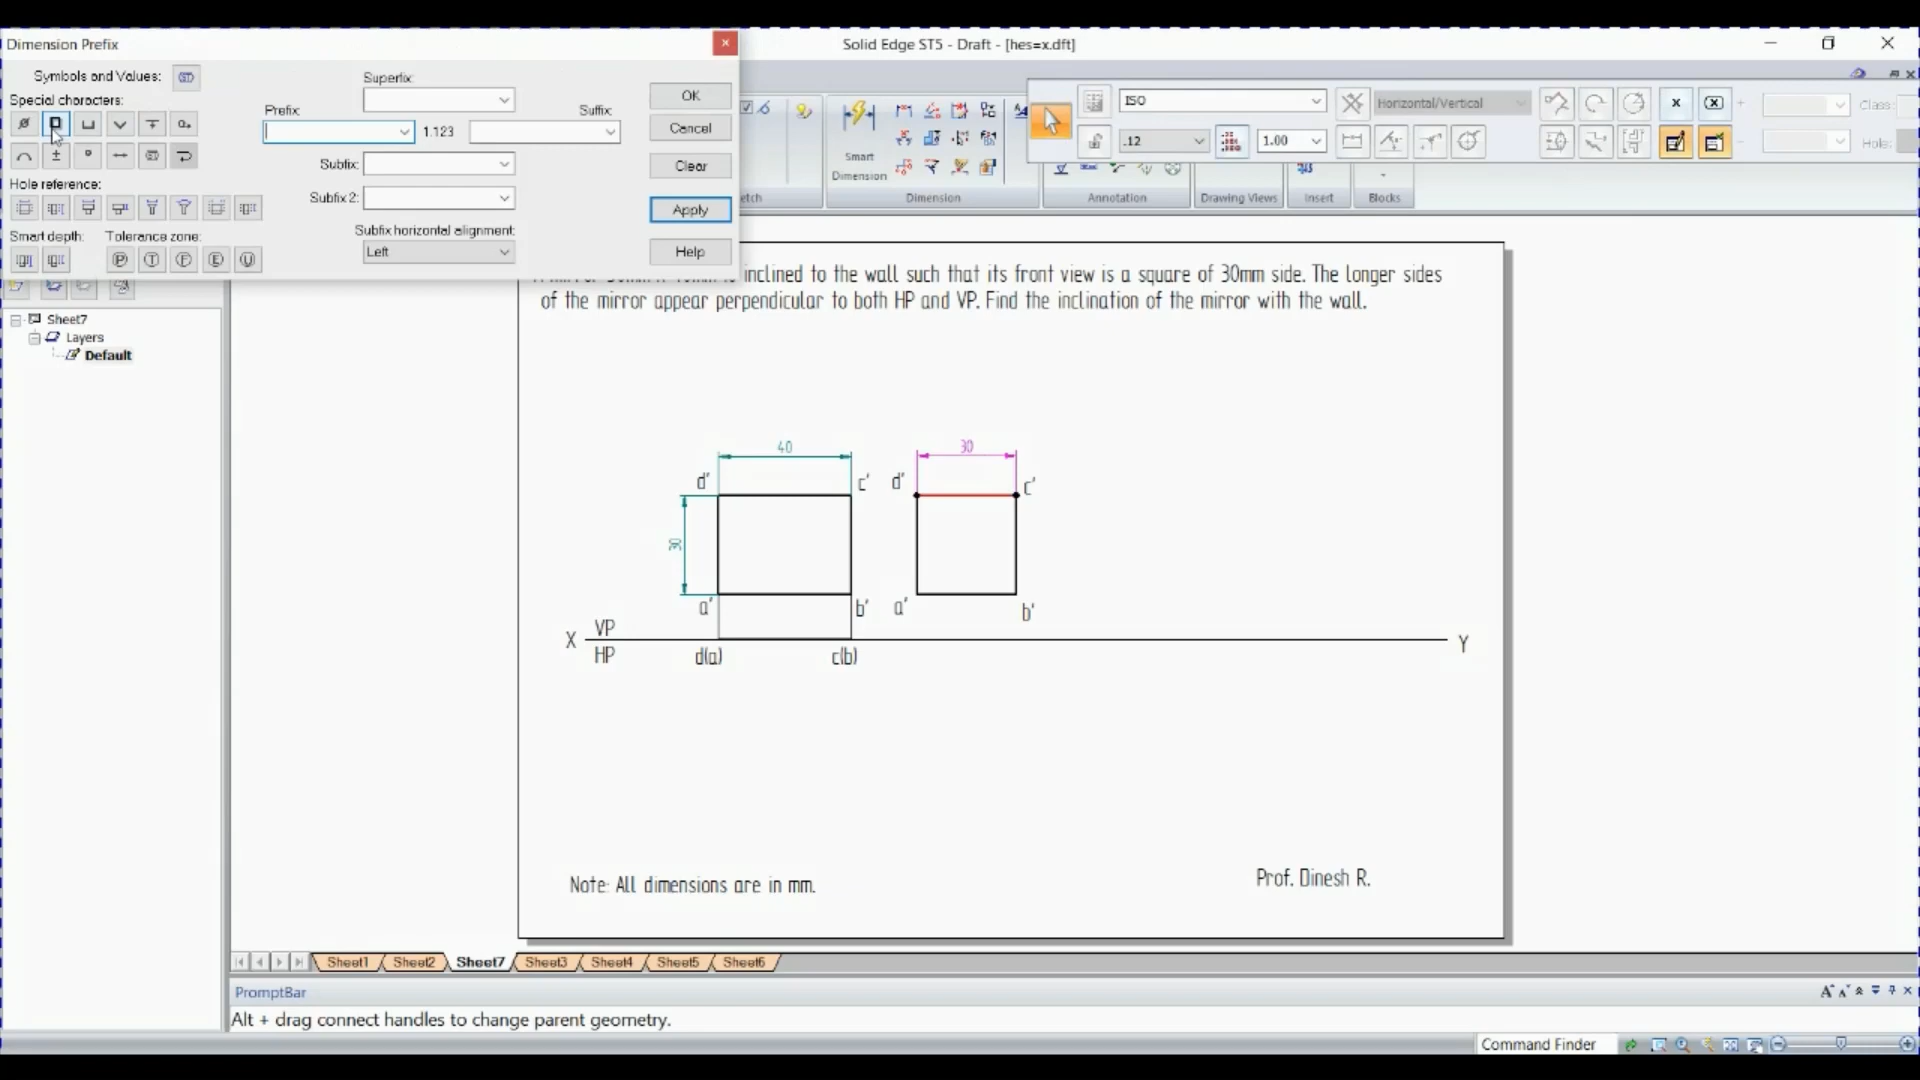 Dimension Prefix
Solid Edge ST5 - Draft - [hes=x.dft]
Symbols and Values:
Special characters:
Superfix:
Prefix:
Suffix:
1.123
Subfix:
Hole reference:
Subfix 2:
Smart depth:
Tolerance zone:
Subfix horizontal alignment:
Left
OK
Cancel
Clear
Apply
Help
ISO
Horizontal/Vertical
Class:
.12
1.00
Hole:
Smart
Dimension
etch
Dimension
Annotation
Drawing Views
Insert
Blocks
inclined to the wall such that its front view is a square of 30mm side. The longer sides
of the mirror appear perpendicular to both HP and VP. Find the inclination of the mirror with the wall.
Sheet7
Layers
Default
40
30
d'
c'
d'
c'
30
a'
b'
a'
b'
X
VP
HP
Y
d(a)
c(b)
Note: All dimensions are in mm.
Prof. Dinesh R.
Sheet1
Sheet2
Sheet7
Sheet3
Sheet4
Sheet5
Sheet6
PromptBar
Alt + drag connect handles to change parent geometry.
Command Finder